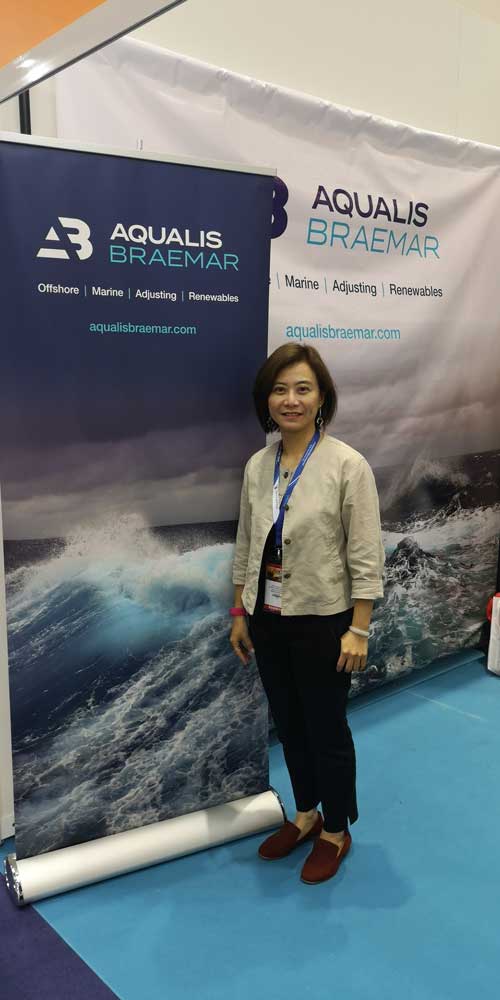 AB AQUALIS
BRAEMAR
Offshore | Marine | Adjusting | Renewables
aqualisbraemar.com
B AQUALIS
BRAEMAR
e | Marine | Adjusting | Renewables
aqualisbraemar.com